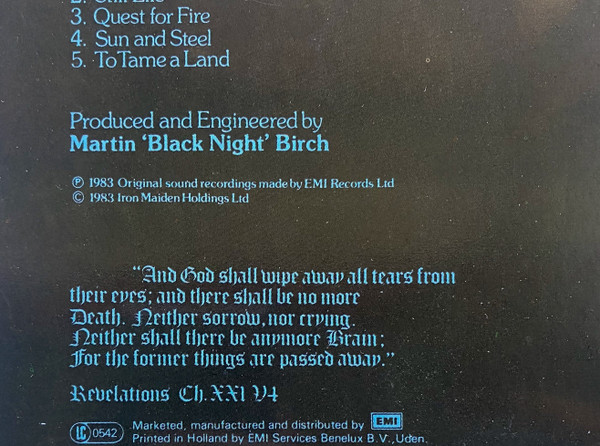 2. Still Life
3. Quest for Fire
4. Sun and Steel
5. To Tame a Land
Produced and Engineered by
Martin ‘Black Night’ Birch
℗ 1983 Original sound recordings made by EMI Records Ltd
© 1983 Iron Maiden Holdings Ltd
“And God shall wipe away all tears from
their eyes; and there shall be no more
Death. Neither sorrow, nor crying.
Neither shall there be anymore Brain;
For the former things are passed away.”
Revelations Ch. XXI V4
LC 0542
Marketed, manufactured and distributed by EMI
Printed in Holland by EMI Services Benelux B.V., Uden.